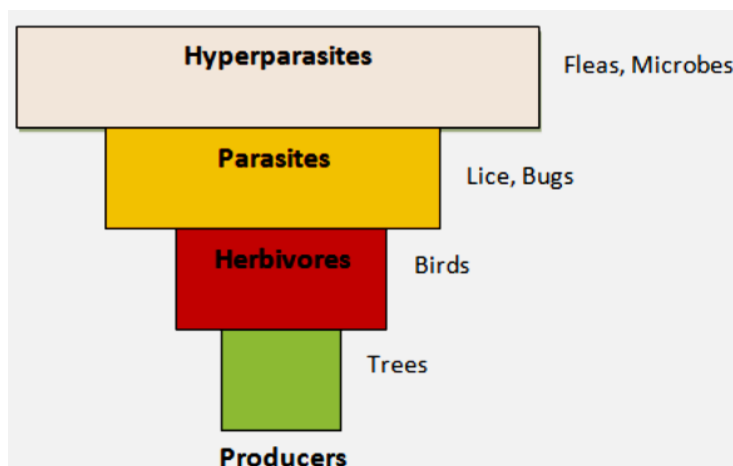 Hyperparasites
Fleas, Microbes
Parasites
Lice, Bugs
Herbivores
Birds
Trees
Producers